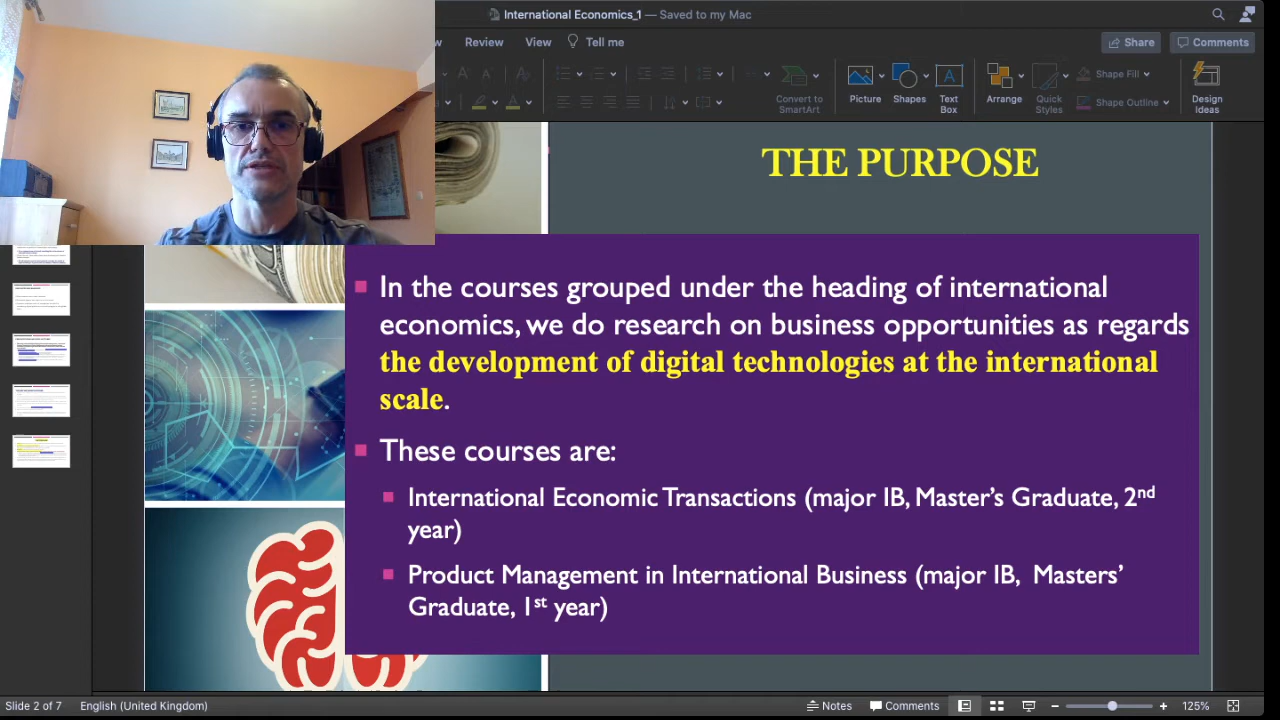 International Economics_1 — Saved to my Mac
w Review View Tell me
Share Comments
Convert to
SmartArt
Picture
Shapes
Text
Box
Arrange
Quick
Styles
Shape Fill
Shape Outline
Design
Ideas
THE PURPOSE
In the courses grouped under the heading of international
economics, we do research on business opportunities as regards
the development of digital technologies at the international
scale.
These courses are:
International Economic Transactions (major IB, Master’s Graduate, 2nd
year)
Product Management in International Business (major IB, Masters’
Graduate, 1st year)
Slide 2 of 7 English (United Kingdom) Notes Comments 125%